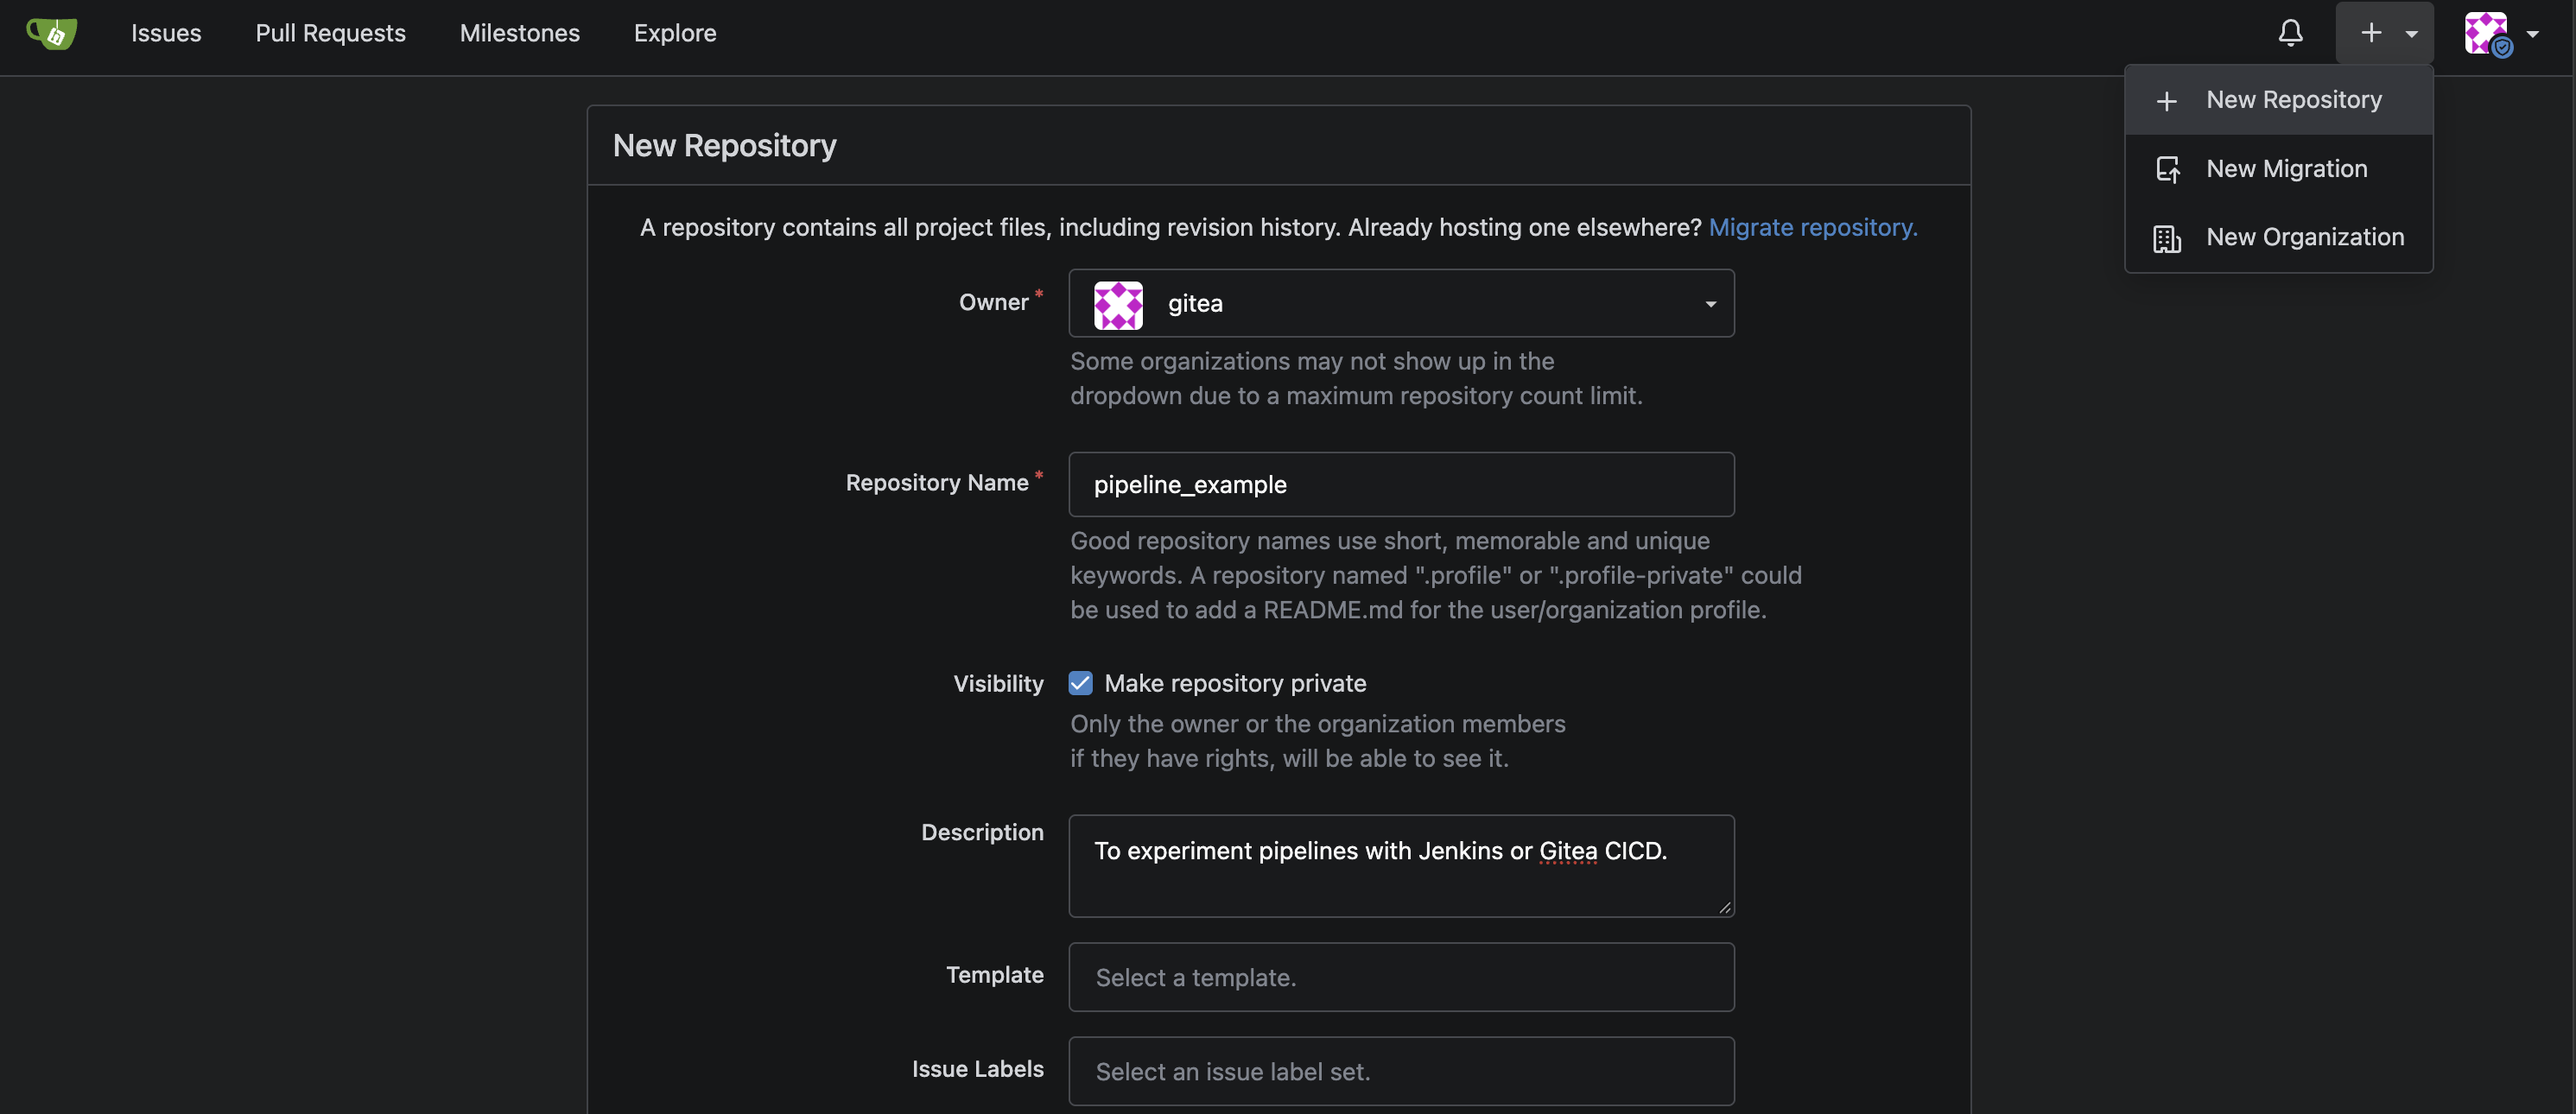 Issues Pull Requests Milestones Explore
New Repository
New Migration
New Organization
New Repository
A repository contains all project files, including revision history. Already hosting one elsewhere? Migrate repository.
Owner * gitea
Some organizations may not show up in the
dropdown due to a maximum repository count limit.
Repository Name * pipeline_example
Good repository names use short, memorable and unique
keywords. A repository named ".profile" or ".profile-private" could
be used to add a README.md for the user/organization profile.
Visibility Make repository private
Only the owner or the organization members
if they have rights, will be able to see it.
Description To experiment pipelines with Jenkins or Gitea CICD.
Template Select a template.
Issue Labels Select an issue label set.